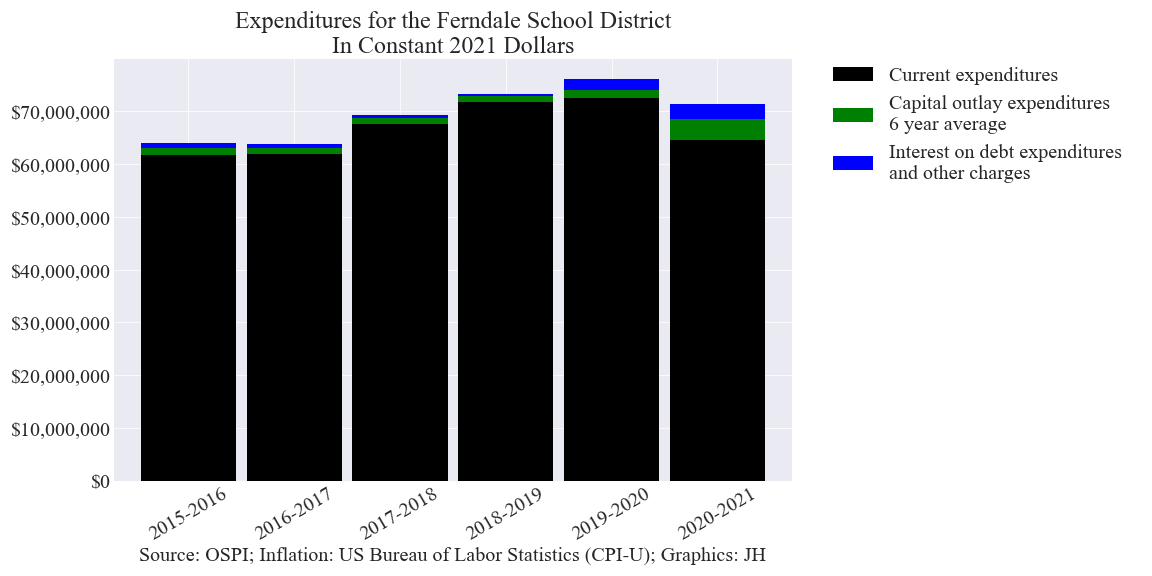 Expenditures for the Ferndale School District
In Constant 2021 Dollars
Current expenditures
Capital outlay expenditures
6 year average
Interest on debt expenditures
and other charges
$70,000,000
$60,000,000
$50,000,000
$40,000,000
$30,000,000
$20,000,000
$10,000,000
$0
2015-2016
2016-2017
2017-2018
2018-2019
2019-2020
2020-2021
Source: OSPI; Inflation: US Bureau of Labor Statistics (CPI-U); Graphics: JH